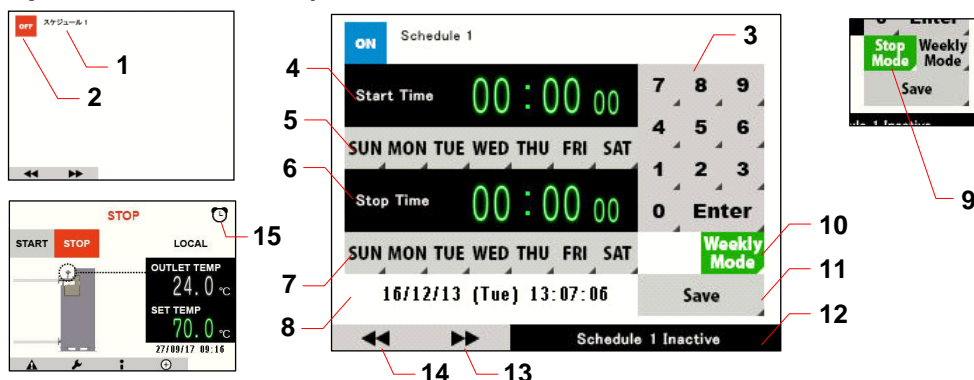 OFF スケジュール 1
1
2
ON Schedule 1
3
4
Start Time 00 : 00 00
7 8 9
5
SUN MON TUE WED THU FRI SAT
4 5 6
6
Stop Time 00 : 00 00
1 2 3
0 Enter
7
SUN MON TUE WED THU FRI SAT
Weekly Mode
10
8
16/12/13 (Tue) 13:07:06
Save
11
Schedule 1 Inactive
12
14 13
Enter
Stop Mode Weekly Mode
Save
9
STOP
15
START STOP LOCAL
OUTLET TEMP
24.0 °C
SET TEMP
70.0 °C
27/09/17 09:16